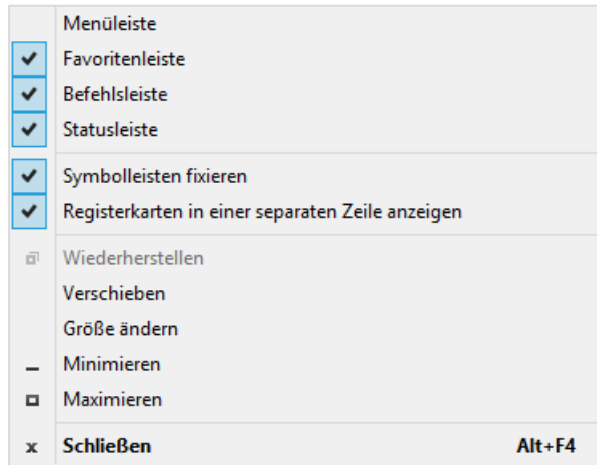 Menüleiste
Favoritenleiste
Befehlsleiste
Statusleiste
Symbolleisten fixieren
Registerkarten in einer separaten Zeile anzeigen
Wiederherstellen
Verschieben
Größe ändern
Minimieren
Maximieren
Schließen Alt+F4